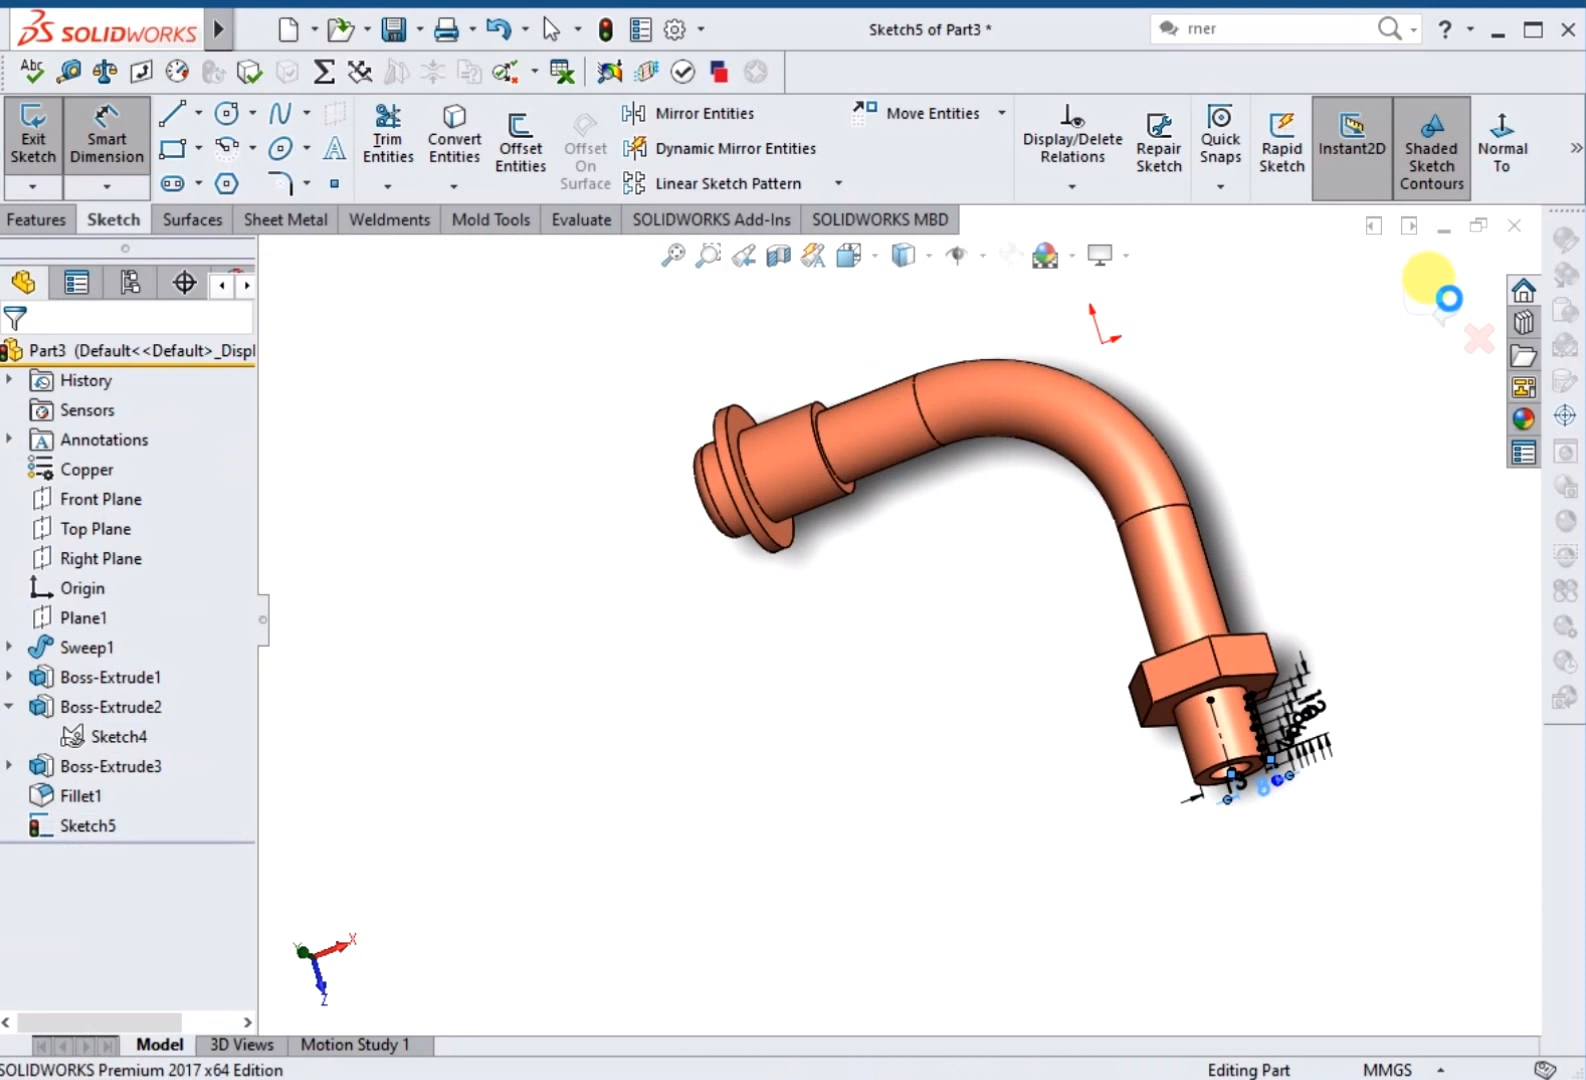 SOLIDWORKS
Sketch5 of Part3 *
rner
Abc
Exit Sketch
Smart Dimension
Trim Entities
Convert Entities
Offset Entities
Offset On Surface
Mirror Entities
Dynamic Mirror Entities
Linear Sketch Pattern
Move Entities
Display/Delete Relations
Repair Sketch
Quick Snaps
Rapid Sketch
Instant2D
Shaded Sketch Contours
Normal To
Features
Sketch
Surfaces
Sheet Metal
Weldments
Mold Tools
Evaluate
SOLIDWORKS Add-Ins
SOLIDWORKS MBD
Part3 (Default<<Default>_Displ
History
Sensors
Annotations
Copper
Front Plane
Top Plane
Right Plane
Origin
Plane1
Sweep1
Boss-Extrude1
Boss-Extrude2
Sketch4
Boss-Extrude3
Fillet1
Sketch5
X
Y
Z
Model
3D Views
Motion Study 1
SOLIDWORKS Premium 2017 x64 Edition
Editing Part
MMGS